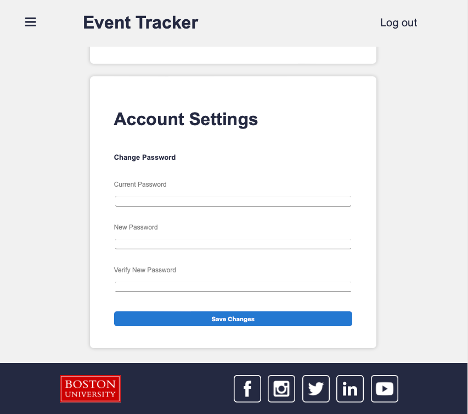 Event Tracker
Log out
Account Settings
Change Password
Current Password
New Password
Verify New Password
Save Changes
BOSTON
UNIVERSITY